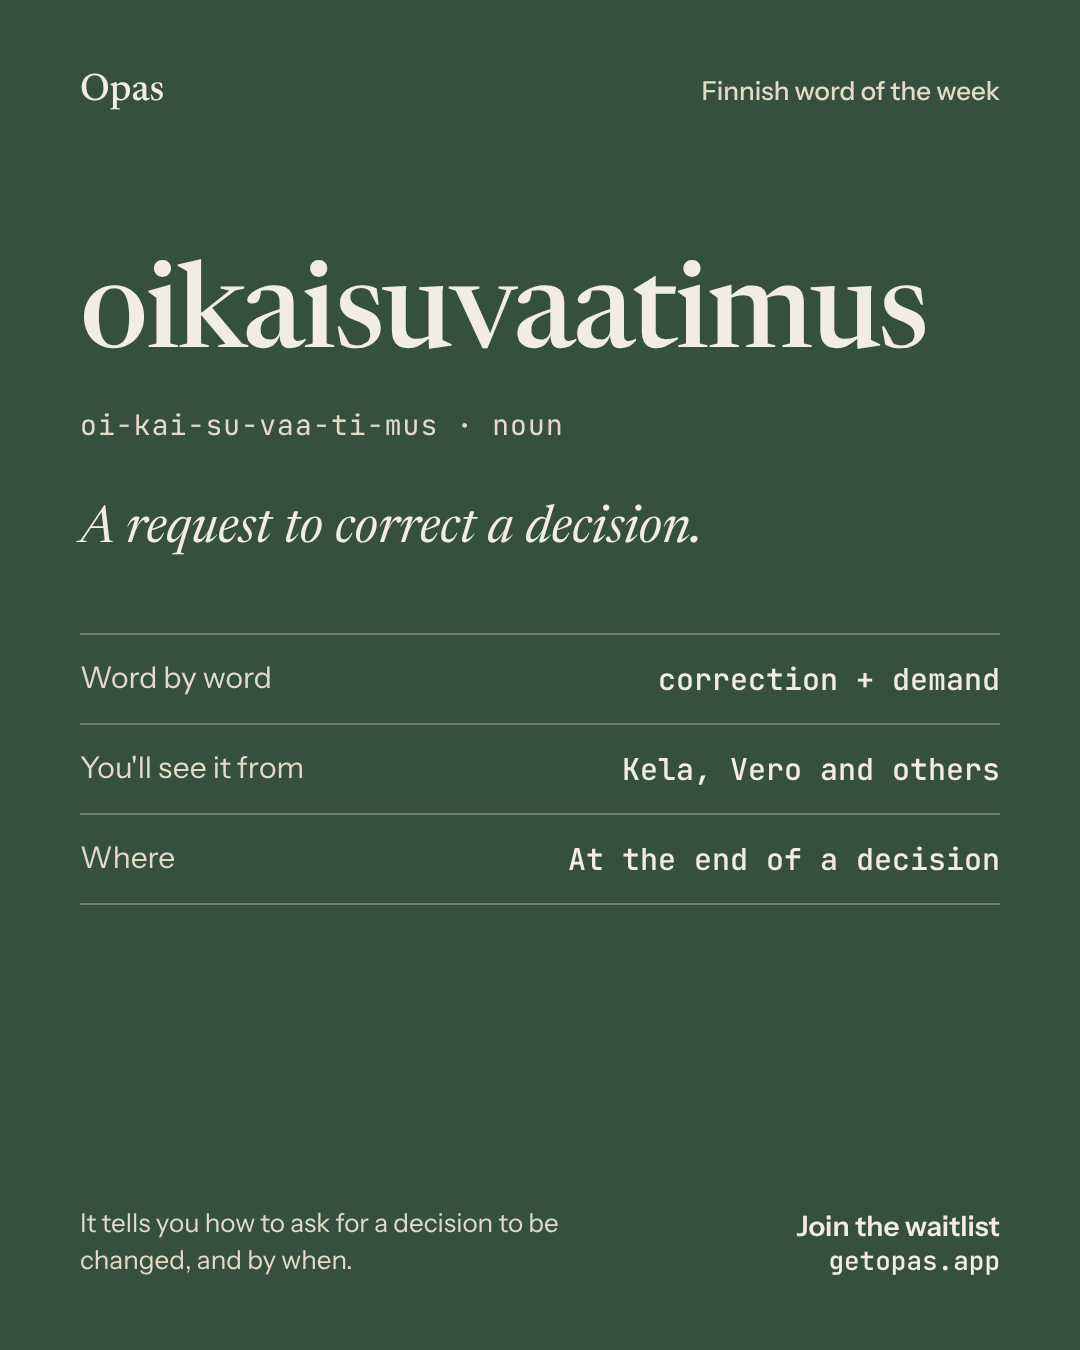 Opas
Finnish word of the week
oikaisuvaatimus
oi-kai-su-vaa-ti-mus · noun
A request to correct a decision.
Word by word
correction + demand
You'll see it from
Kela, Vero and others
Where
At the end of a decision
It tells you how to ask for a decision to be
changed, and by when.
Join the waitlist
getopas.app